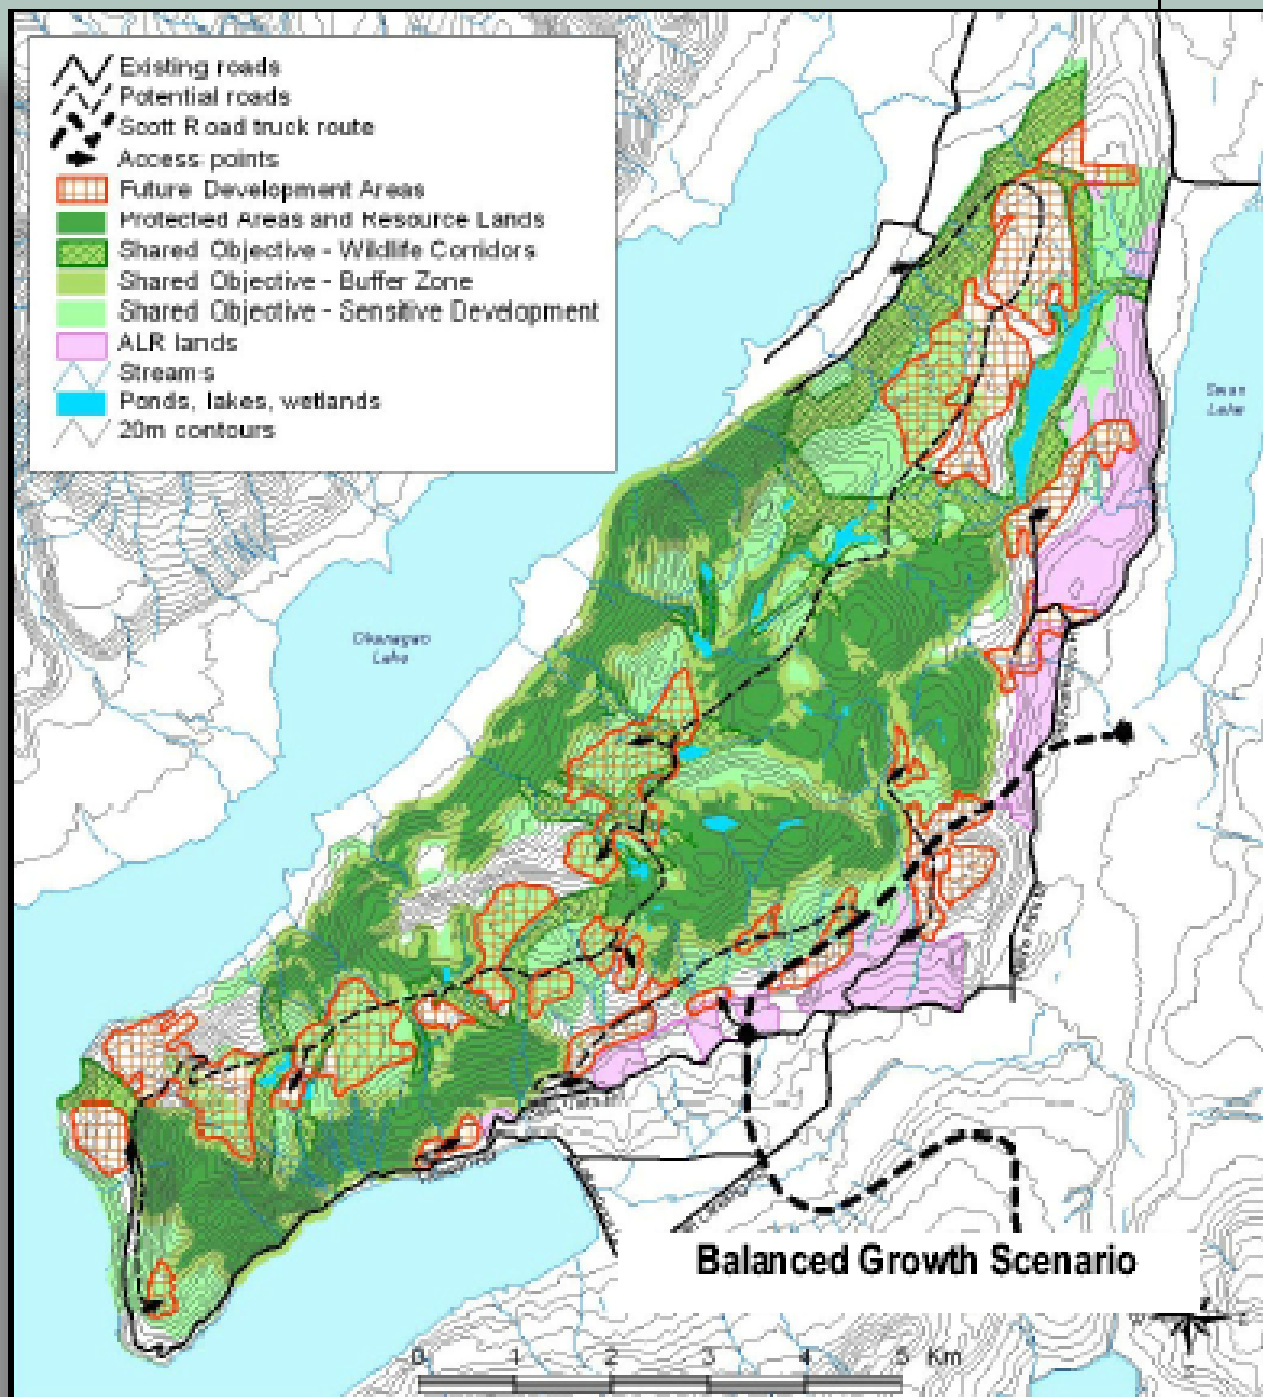 Existing roads
Potential roads
Scott Road truck route
Access points
Future Development Areas
Protected Areas and Resource Lands
Shared Objective - Wildlife Corridors
Shared Objective - Buffer Zone
Shared Objective - Sensitive Development
ALR lands
Streams
Ponds, lakes, wetlands
20m contours
Swan
Lake
Okanagan
Lake
Balanced Growth Scenario
0 1 2 3 4 5 Km